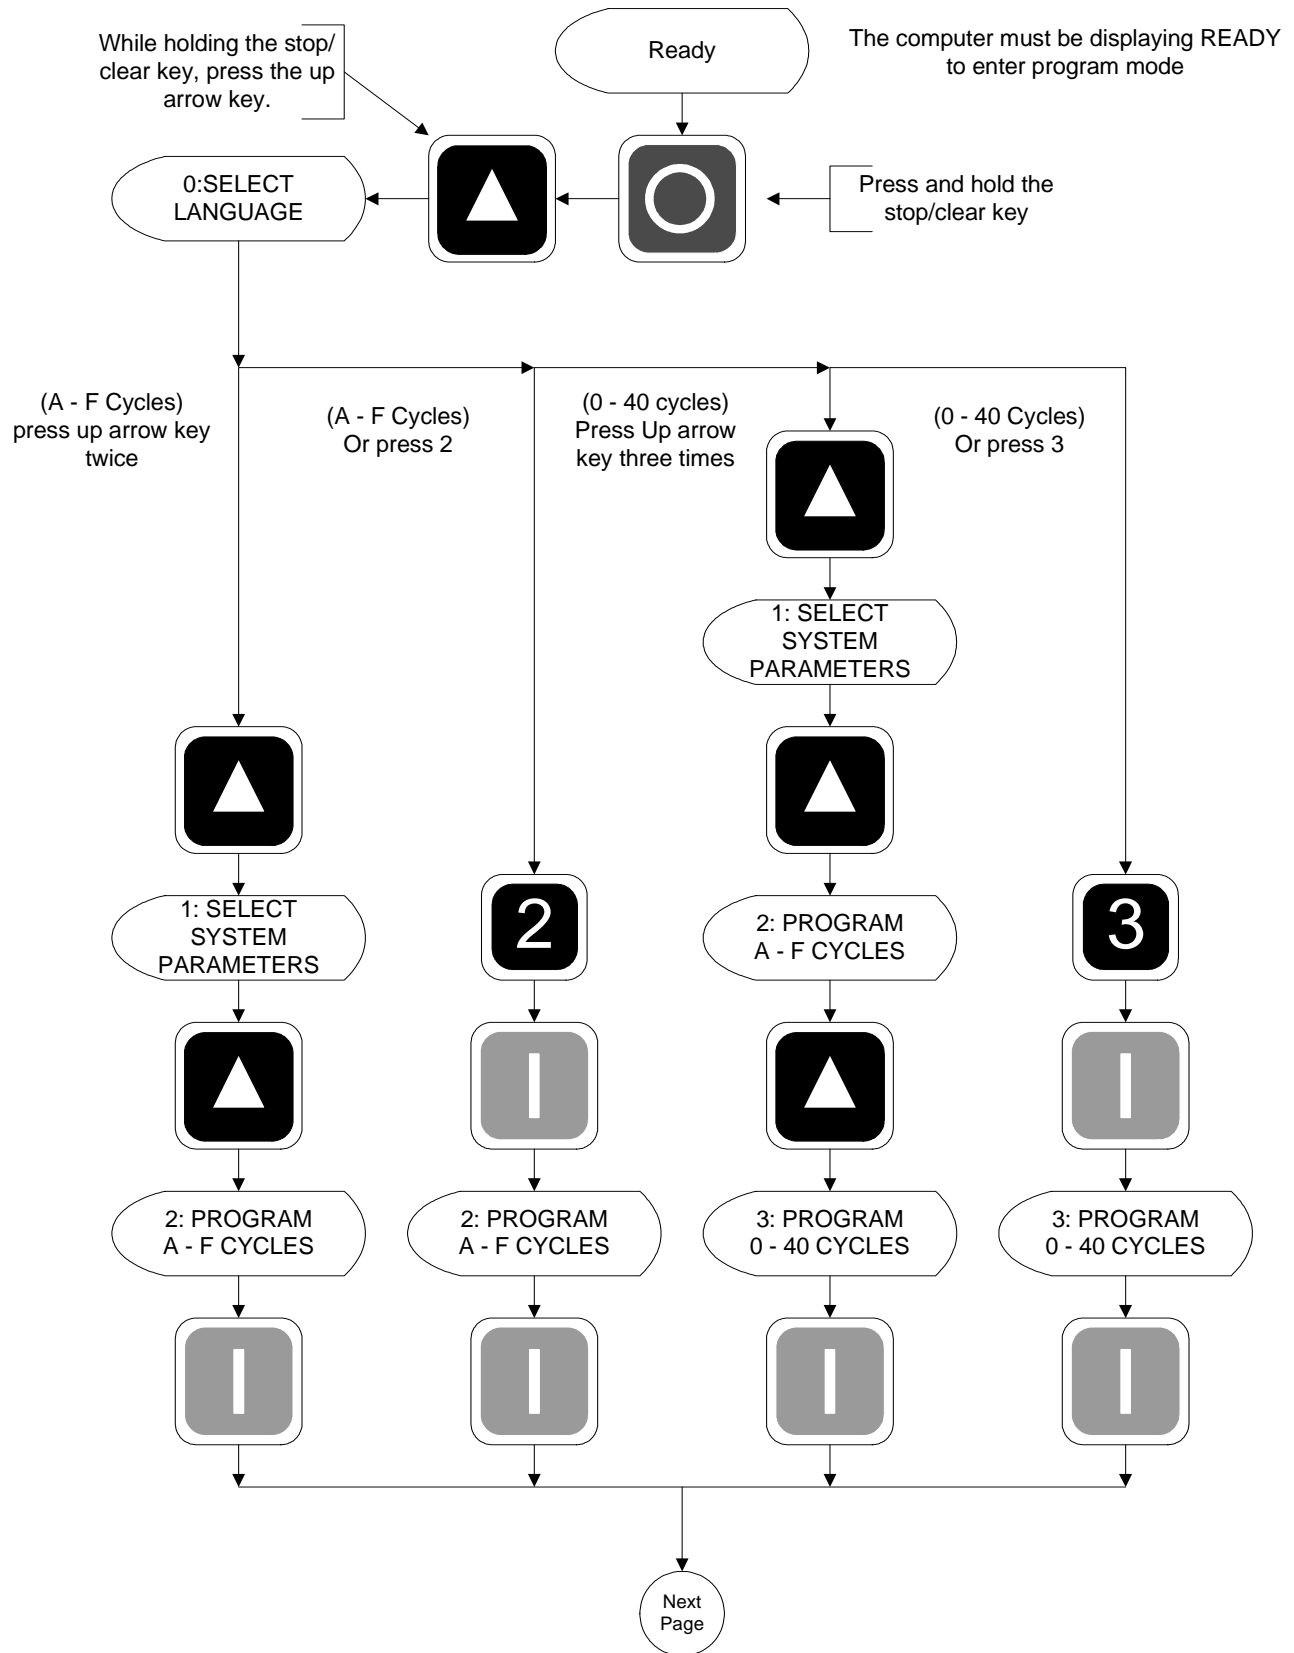 While holding the stop/
clear key, press the up
arrow key.
Ready
The computer must be displaying READY
to enter program mode
0:SELECT
LANGUAGE
Press and hold the
stop/clear key
(A - F Cycles)
press up arrow key
twice
(A - F Cycles)
Or press 2
(0 - 40 cycles)
Press Up arrow
key three times
(0 - 40 Cycles)
Or press 3
1: SELECT
SYSTEM
PARAMETERS
1: SELECT
SYSTEM
PARAMETERS
2
2: PROGRAM
A - F CYCLES
3
2: PROGRAM
A - F CYCLES
2: PROGRAM
A - F CYCLES
3: PROGRAM
0 - 40 CYCLES
3: PROGRAM
0 - 40 CYCLES
Next
Page